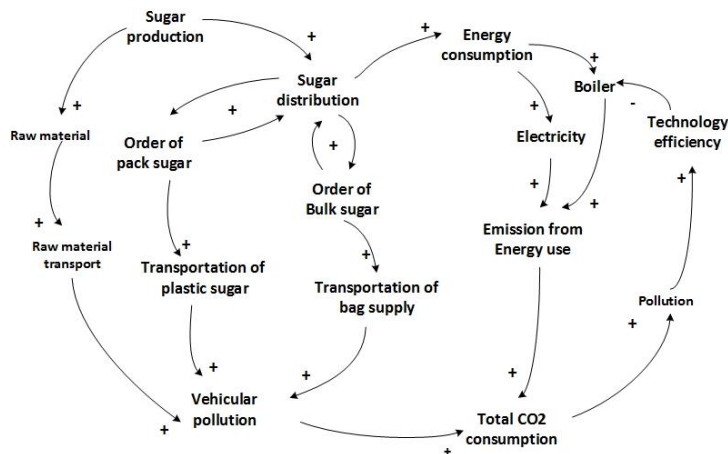 Sugar
production
+
+
Energy
consumption
+
+
Boiler
Sugar
distribution
-
+
Raw material
+
+
Technology
efficiency
Order of
pack sugar
+
Electricity
+
+
Order of
Bulk sugar
+
+
Emission from
Energy use
Raw material
transport
+
+
Transportation of
plastic sugar
Transportation of
bag supply
Pollution
+
+
+
+
Vehicular
pollution
+
Total CO2
consumption
+